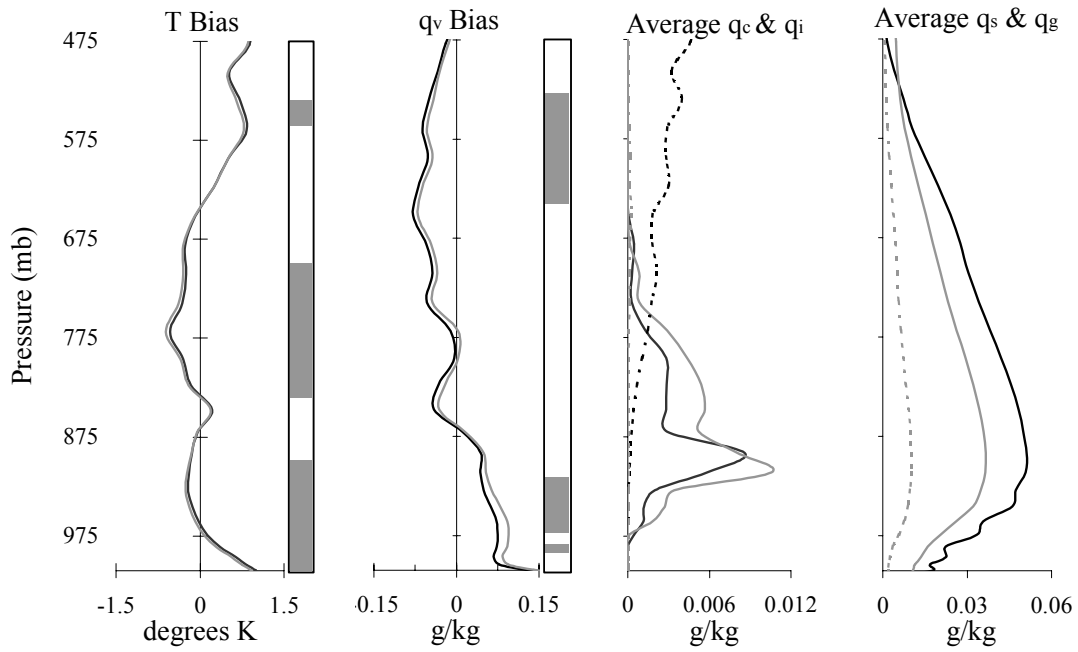 T Bias
qv Bias
Average qc & qi
Average qs & qg
Pressure (mb)
475
575
675
775
875
975
-1.5 0 1.5
degrees K
-0.15 0 0.15
g/kg
0 0.006 0.012
g/kg
0 0.03 0.06
g/kg